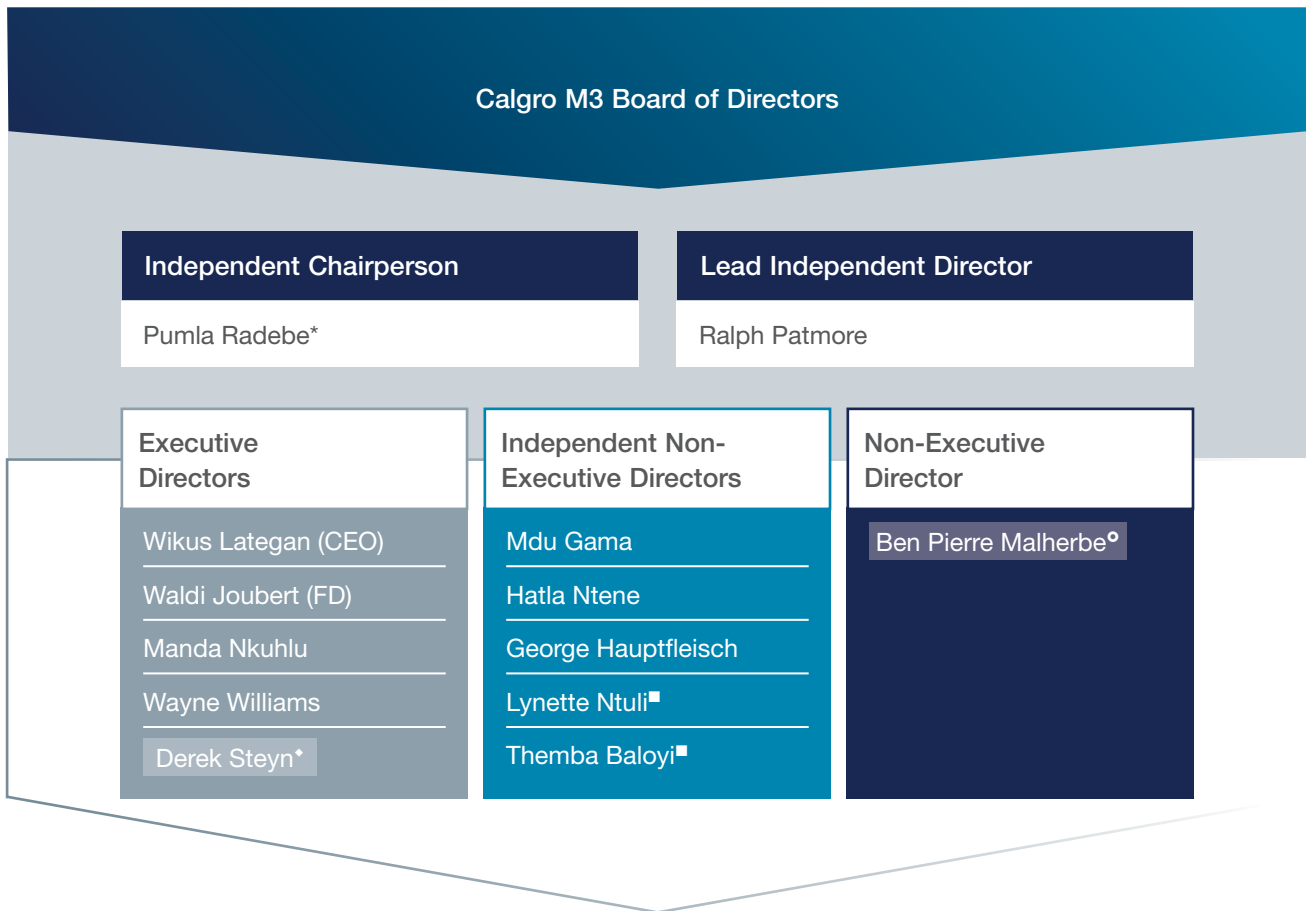 Calgro M3 Board of Directors
Independent Chairperson
Pumla Radebe*
Lead Independent Director
Ralph Patmore
Executive
Directors
Wikus Lategan (CEO)
Waldi Joubert (FD)
Manda Nkuhlu
Wayne Williams
Derek Steyn◆
Independent Non-
Executive Directors
Mdu Gama
Hatla Ntene
George Hauptfleisch
Lynette Ntuli■
Themba Baloyi■
Non-Executive
Director
Ben Pierre Malherbe°